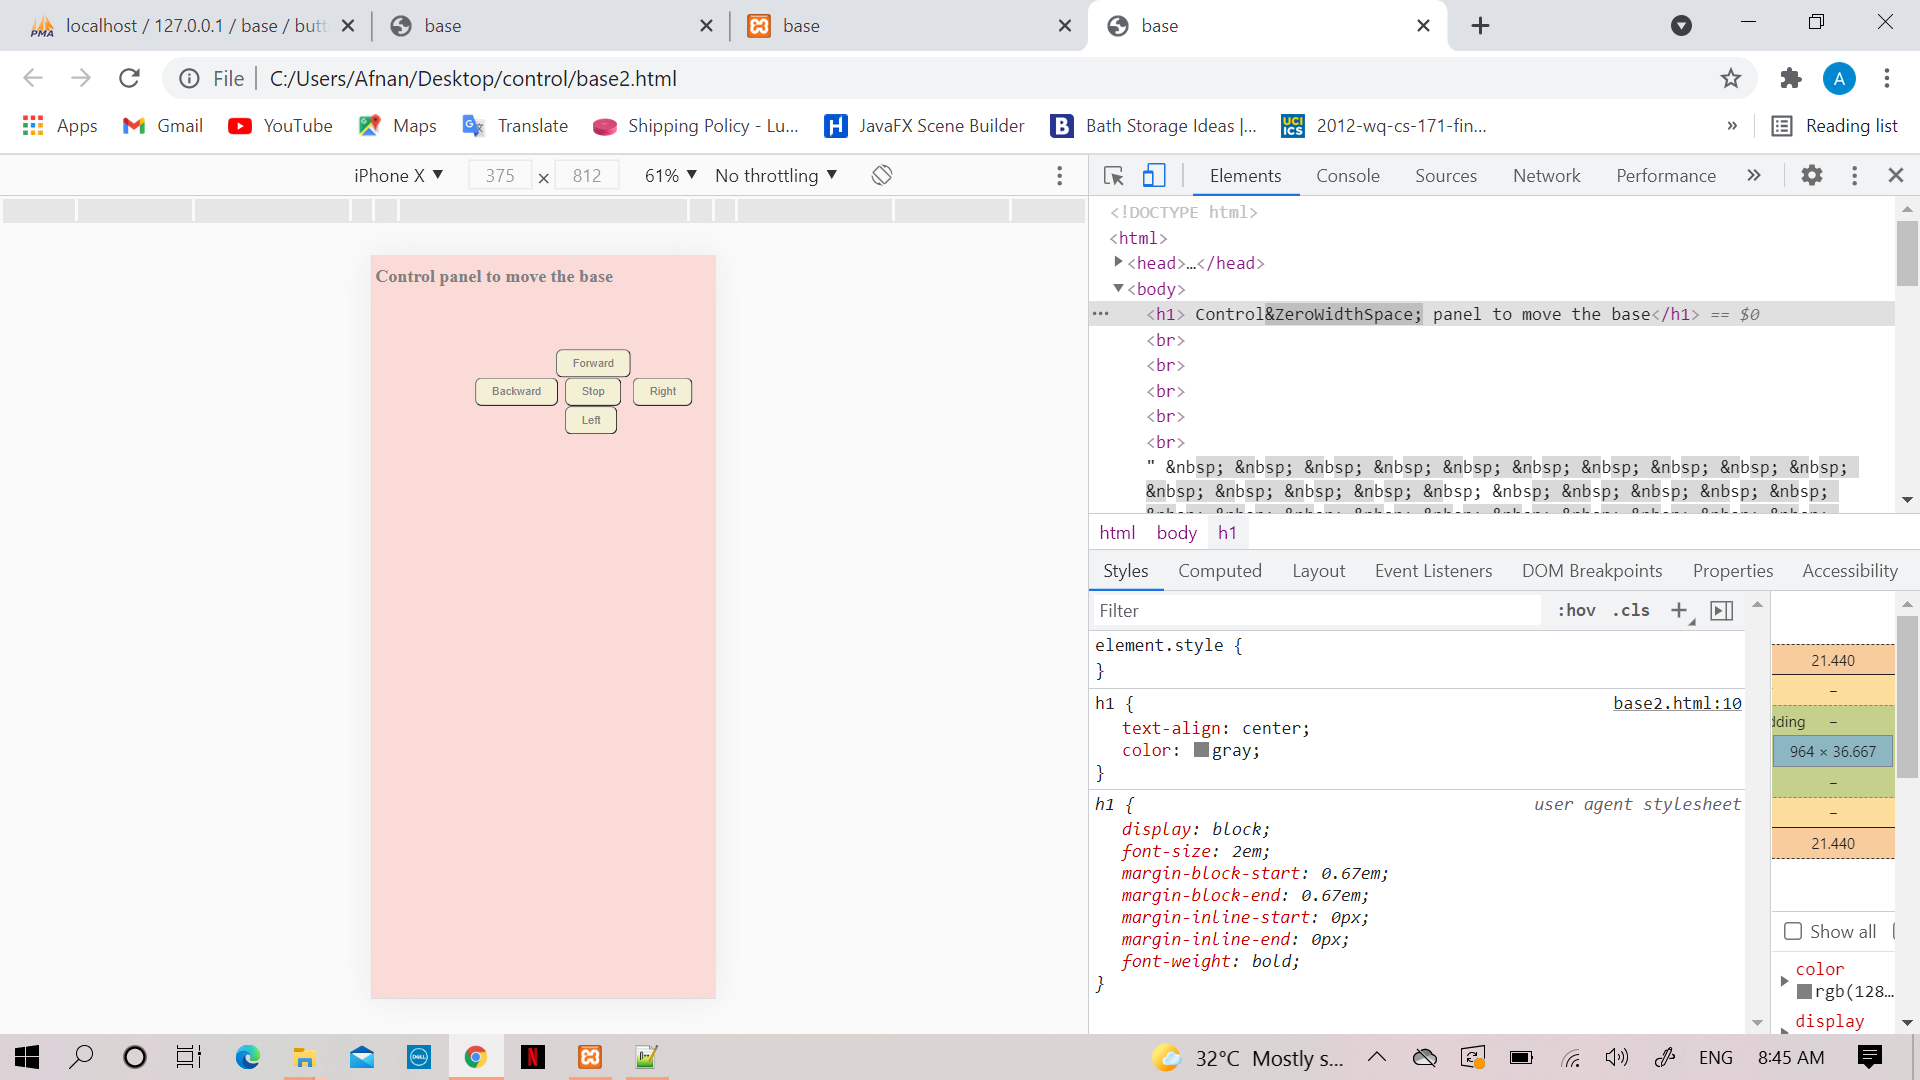 localhost / 127.0.0.1 / base / butt
base
base
base
File
C:/Users/Afnan/Desktop/control/base2.html
A
Apps
Gmail
YouTube
Maps
Translate
Shipping Policy - Lu...
JavaFX Scene Builder
Bath Storage Ideas |...
2012-wq-cs-171-fin...
»
Reading list
iPhone X ▼
375 × 812
61% ▼
No throttling ▼
Elements
Console
Sources
Network
Performance
»
Control panel to move the base
Forward
Backward
Stop
Right
Left
<!DOCTYPE html>
<html>
<head>…</head>
<body>
<h1> Control&ZeroWidthSpace; panel to move the base</h1> == $0
<br>
<br>
<br>
<br>
<br>
" &nbsp; &nbsp; &nbsp; &nbsp; &nbsp; &nbsp; &nbsp; &nbsp; &nbsp; &nbsp;
&nbsp; &nbsp; &nbsp; &nbsp; &nbsp; &nbsp; &nbsp; &nbsp; &nbsp; &nbsp;
html
body
h1
Styles
Computed
Layout
Event Listeners
DOM Breakpoints
Properties
Accessibility
Filter
:hov
.cls
+
element.style {
}
h1 {
base2.html:10
text-align: center;
color: gray;
}
h1 {
user agent stylesheet
display: block;
font-size: 2em;
margin-block-start: 0.67em;
margin-block-end: 0.67em;
margin-inline-start: 0px;
margin-inline-end: 0px;
font-weight: bold;
}
21.440
–
dding –
964 × 36.667
–
–
21.440
Show all
color
rgb(128…
display
32°C Mostly s...
ENG
8:45 AM